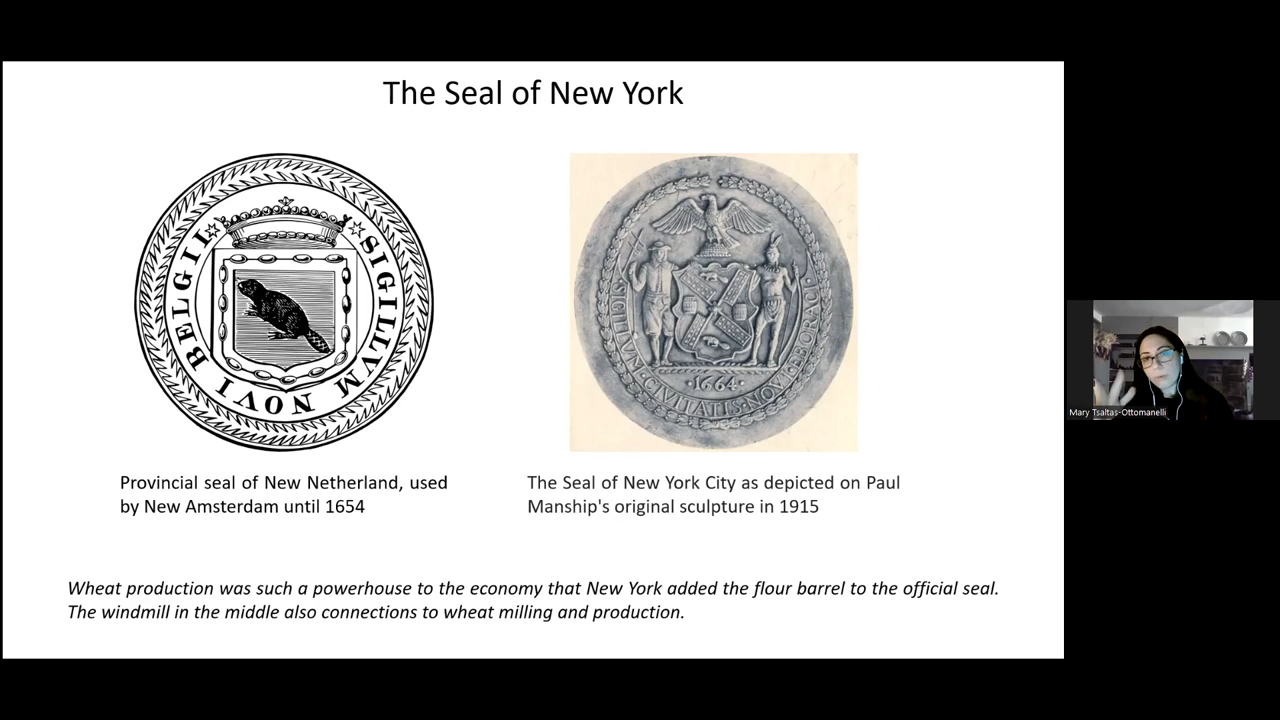 The Seal of New York
SIGILLVM NOVI BELGII
SIGILLVM CIVITATIS NOVI EBORACI
·1664·
Provincial seal of New Netherland, used
by New Amsterdam until 1654
The Seal of New York City as depicted on Paul
Manship's original sculpture in 1915
Wheat production was such a powerhouse to the economy that New York added the flour barrel to the official seal.
The windmill in the middle also connections to wheat milling and production.
Mary Tsaltas-Ottomanelli